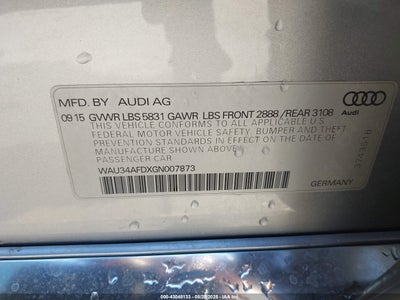 MFD. BY AUDI AG
09 15 GVWR LBS 5831 GAWR LBS FRONT 2888 /REAR 3108
THIS VEHICLE CONFORMS TO ALL APPLICABLE U.S.
FEDERAL MOTOR VEHICLE SAFETY, BUMPER AND THEFT
PREVENTION STANDARDS IN EFFECT ON THE DATE OF
MANUFACTURE SHOWN ABOVE
PASSENGER CAR
WAU34AFDXGN007873
GERMANY
Audi